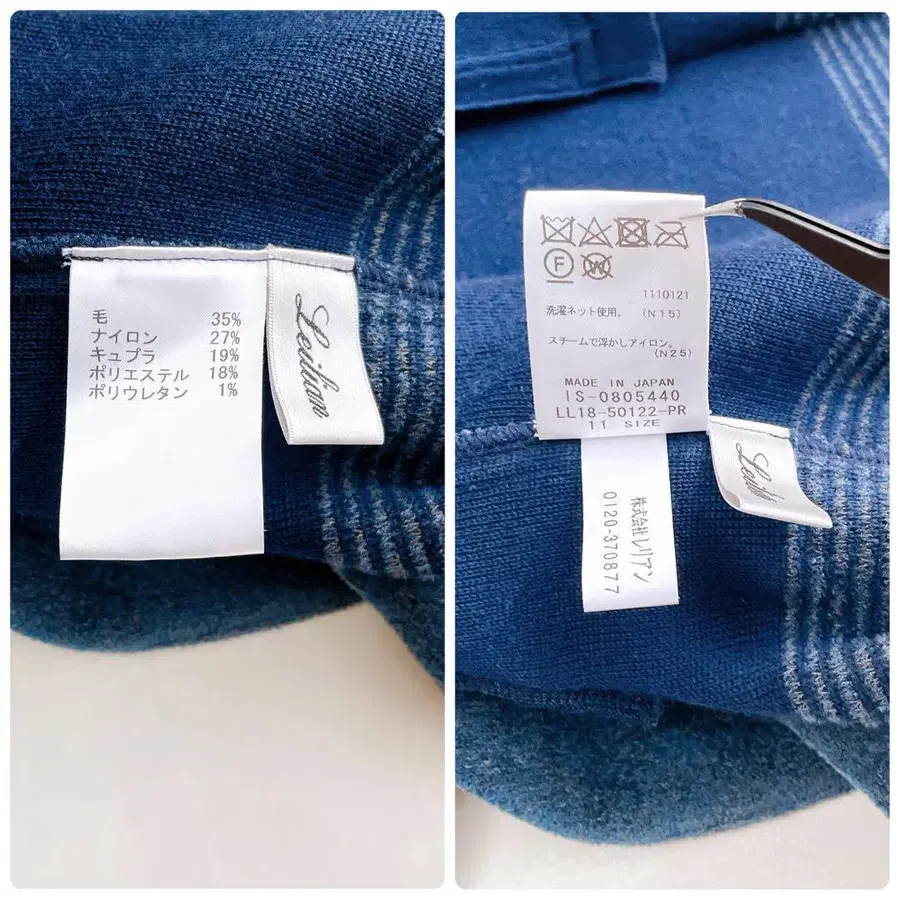 毛 35%
ナイロン 27%
キュプラ 19%
ポリエステル 18%
ポリウレタン 1%
Leilian
F
W
1110121
洗濯ネット使用。 (N15)
スチームで浮かしアイロン。
(N25)
MADE IN JAPAN
IS-0805440
LL18-50122-PR
11 SIZE
株式会社レリアン
0120-370877